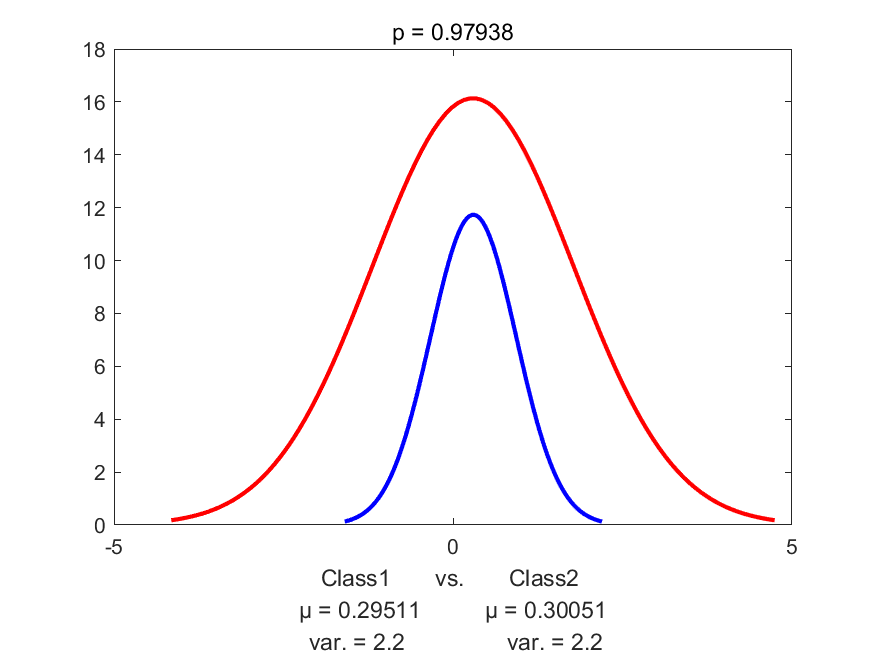 p = 0.97938
18
16
14
12
10
8
6
4
2
0
-5 0 5
Class1 vs. Class2
μ = 0.29511 μ = 0.30051
var. = 2.2 var. = 2.2